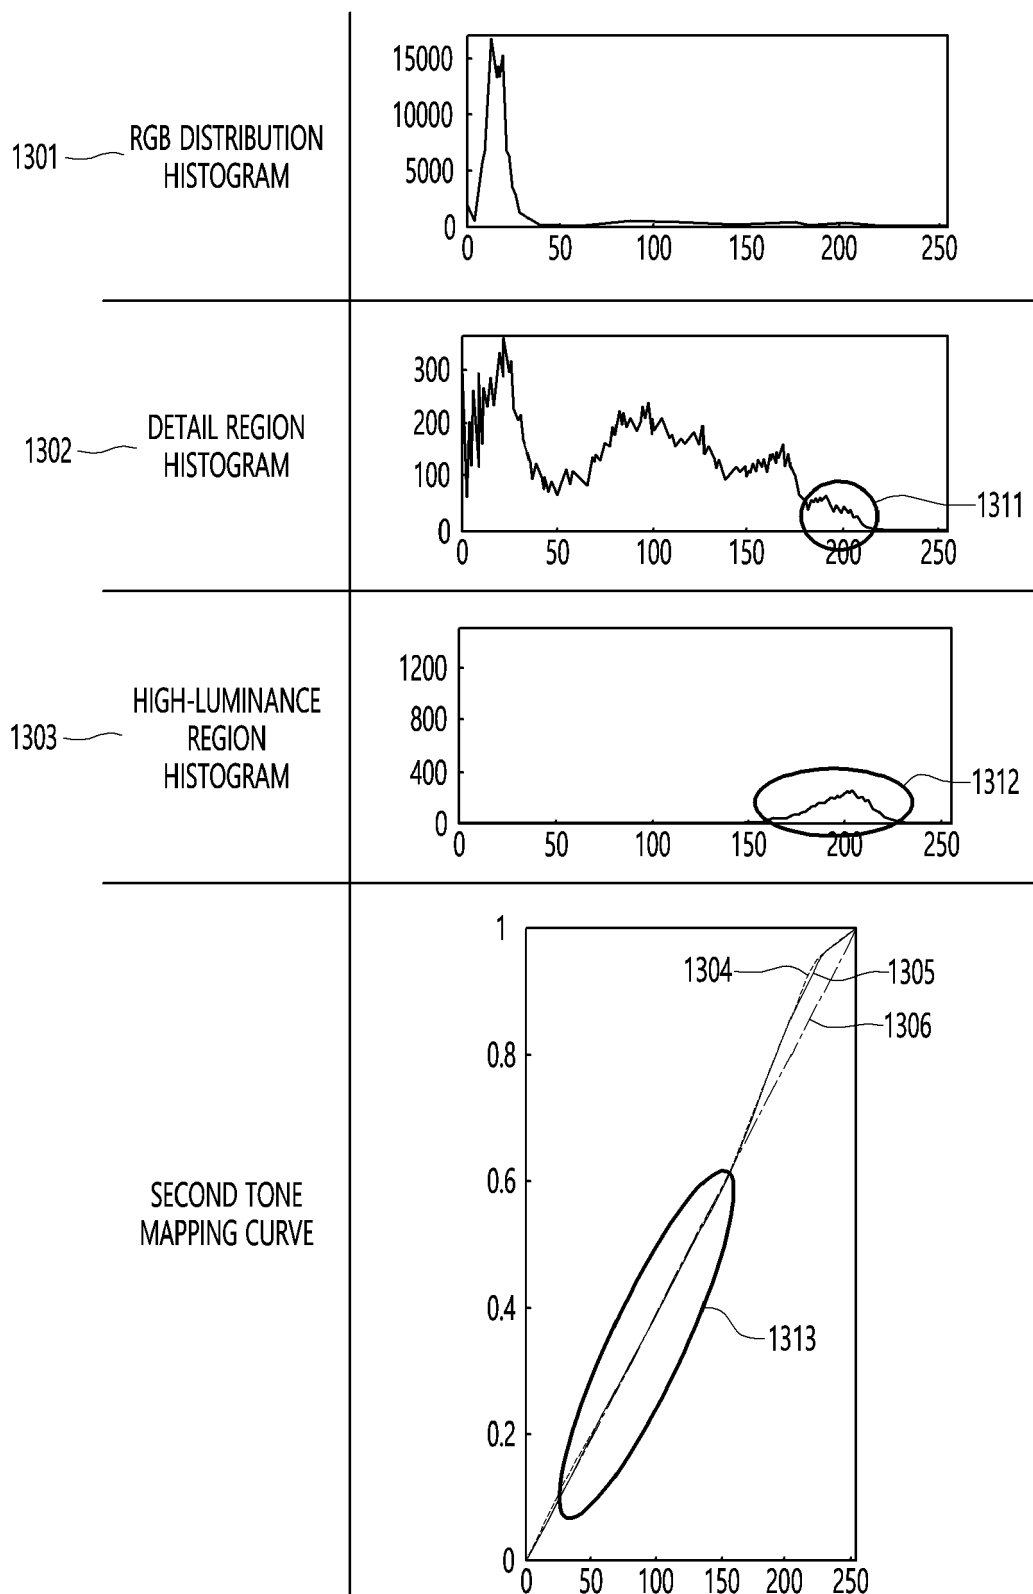 15000
10000
5000
0
0 50 100 150 200 250
1301
RGB DISTRIBUTION
HISTOGRAM
300
200
100
0
0 50 100 150 200 250
1302
DETAIL REGION
HISTOGRAM
1311
1200
800
400
0
0 50 100 150 200 250
1303
HIGH-LUMINANCE
REGION
HISTOGRAM
1312
1
0.8
0.6
0.4
0.2
0
50 100 150 200 250
SECOND TONE
MAPPING CURVE
1304
1305
1306
1313